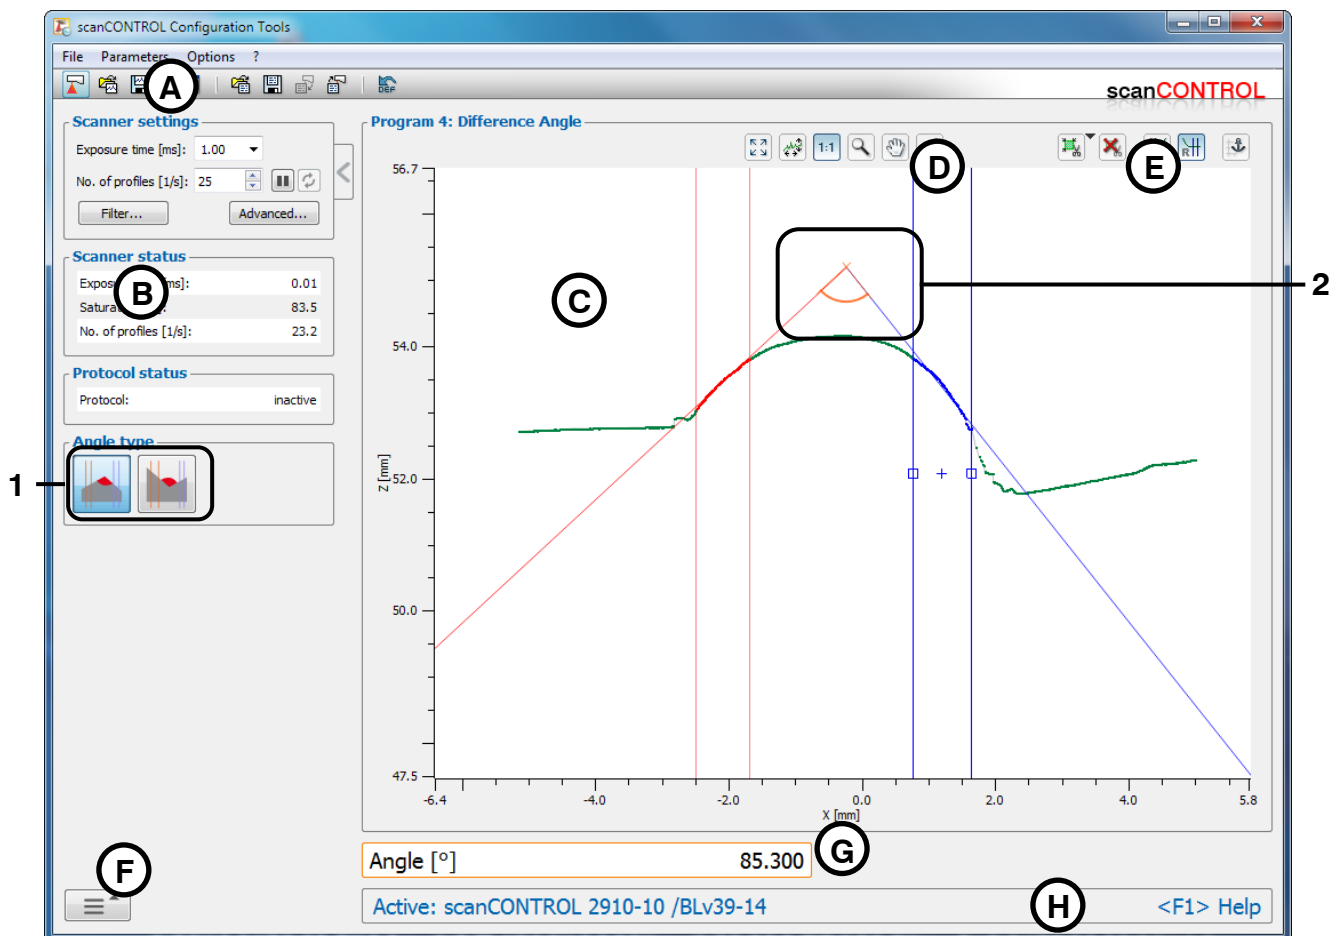 scanCONTROL Configuration Tools
File Parameters Options ?
A
DEF
scanCONTROL
Scanner settings
Exposure time [ms]: 1.00
No. of profiles [1/s]: 25
Filter... Advanced...
Scanner status
[ms]: 0.01
83.5
No. of profiles [1/s]: 23.2
B
Protocol status
Protocol: inactive
Angle type
1
Program 4: Difference Angle
1:1
D
R
E
C
2
56.7
54.0
52.0
50.0
47.5
Z [mm]
-6.4 -4.0 -2.0 0.0 2.0 4.0 5.8
X [mm]
Angle [°] 85.300
G
F
Active: scanCONTROL 2910-10 /BLv39-14
H
<F1> Help